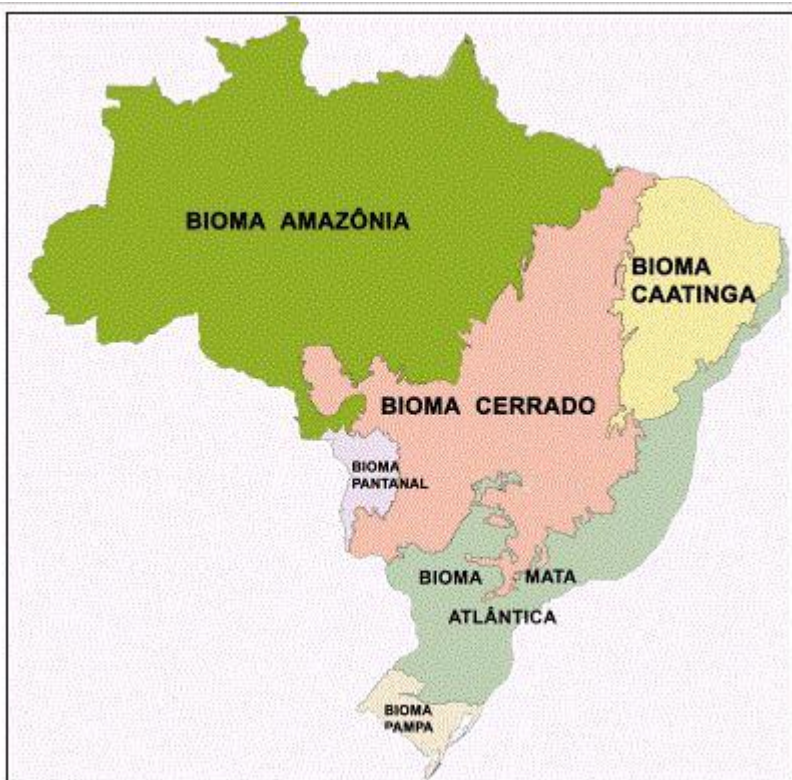 BIOMA AMAZÔNIA
BIOMA
CAATINGA
BIOMA CERRADO
BIOMA
PANTANAL
BIOMA MATA
ATLÂNTICA
BIOMA
PAMPA